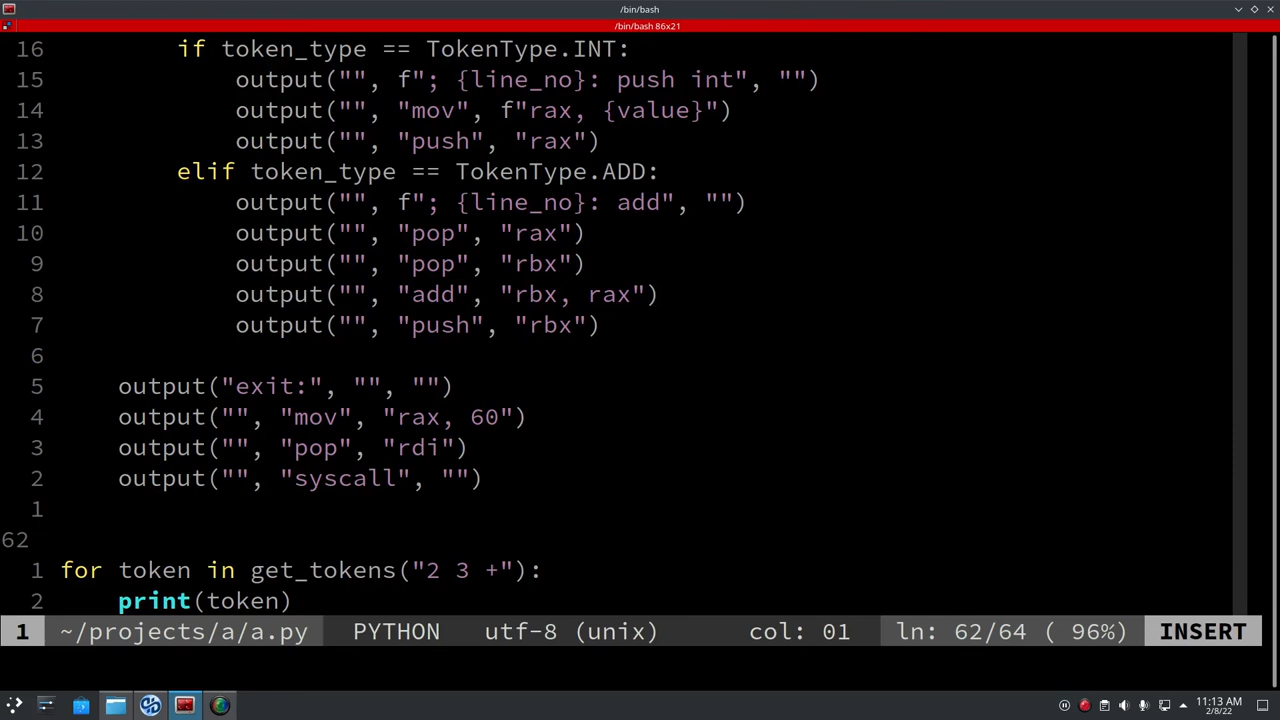 /bin/bash
/bin/bash 86x21
16 if token_type == TokenType.INT:
15 output("", f"; {line_no}: push int", "")
14 output("", "mov", f"rax, {value}")
13 output("", "push", "rax")
12 elif token_type == TokenType.ADD:
11 output("", f"; {line_no}: add", "")
10 output("", "pop", "rax")
9 output("", "pop", "rbx")
8 output("", "add", "rbx, rax")
7 output("", "push", "rbx")
6
5 output("exit:", "", "")
4 output("", "mov", "rax, 60")
3 output("", "pop", "rdi")
2 output("", "syscall", "")
1
62
1 for token in get_tokens("2 3 +"):
2 print(token)
1 ~/projects/a/a.py PYTHON utf-8 (unix) col: 01 ln: 62/64 ( 96%) INSERT
11:13 AM
2/8/22